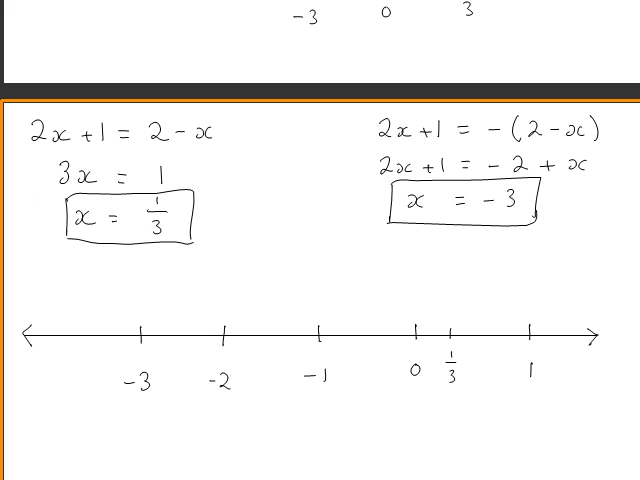 -3 0 3
2x+1 = 2-x
3x = 1
x = 1/3
2x+1 = -(2-x)
2x+1 = -2+x
x = -3
-3 -2 -1 0 1/3 1